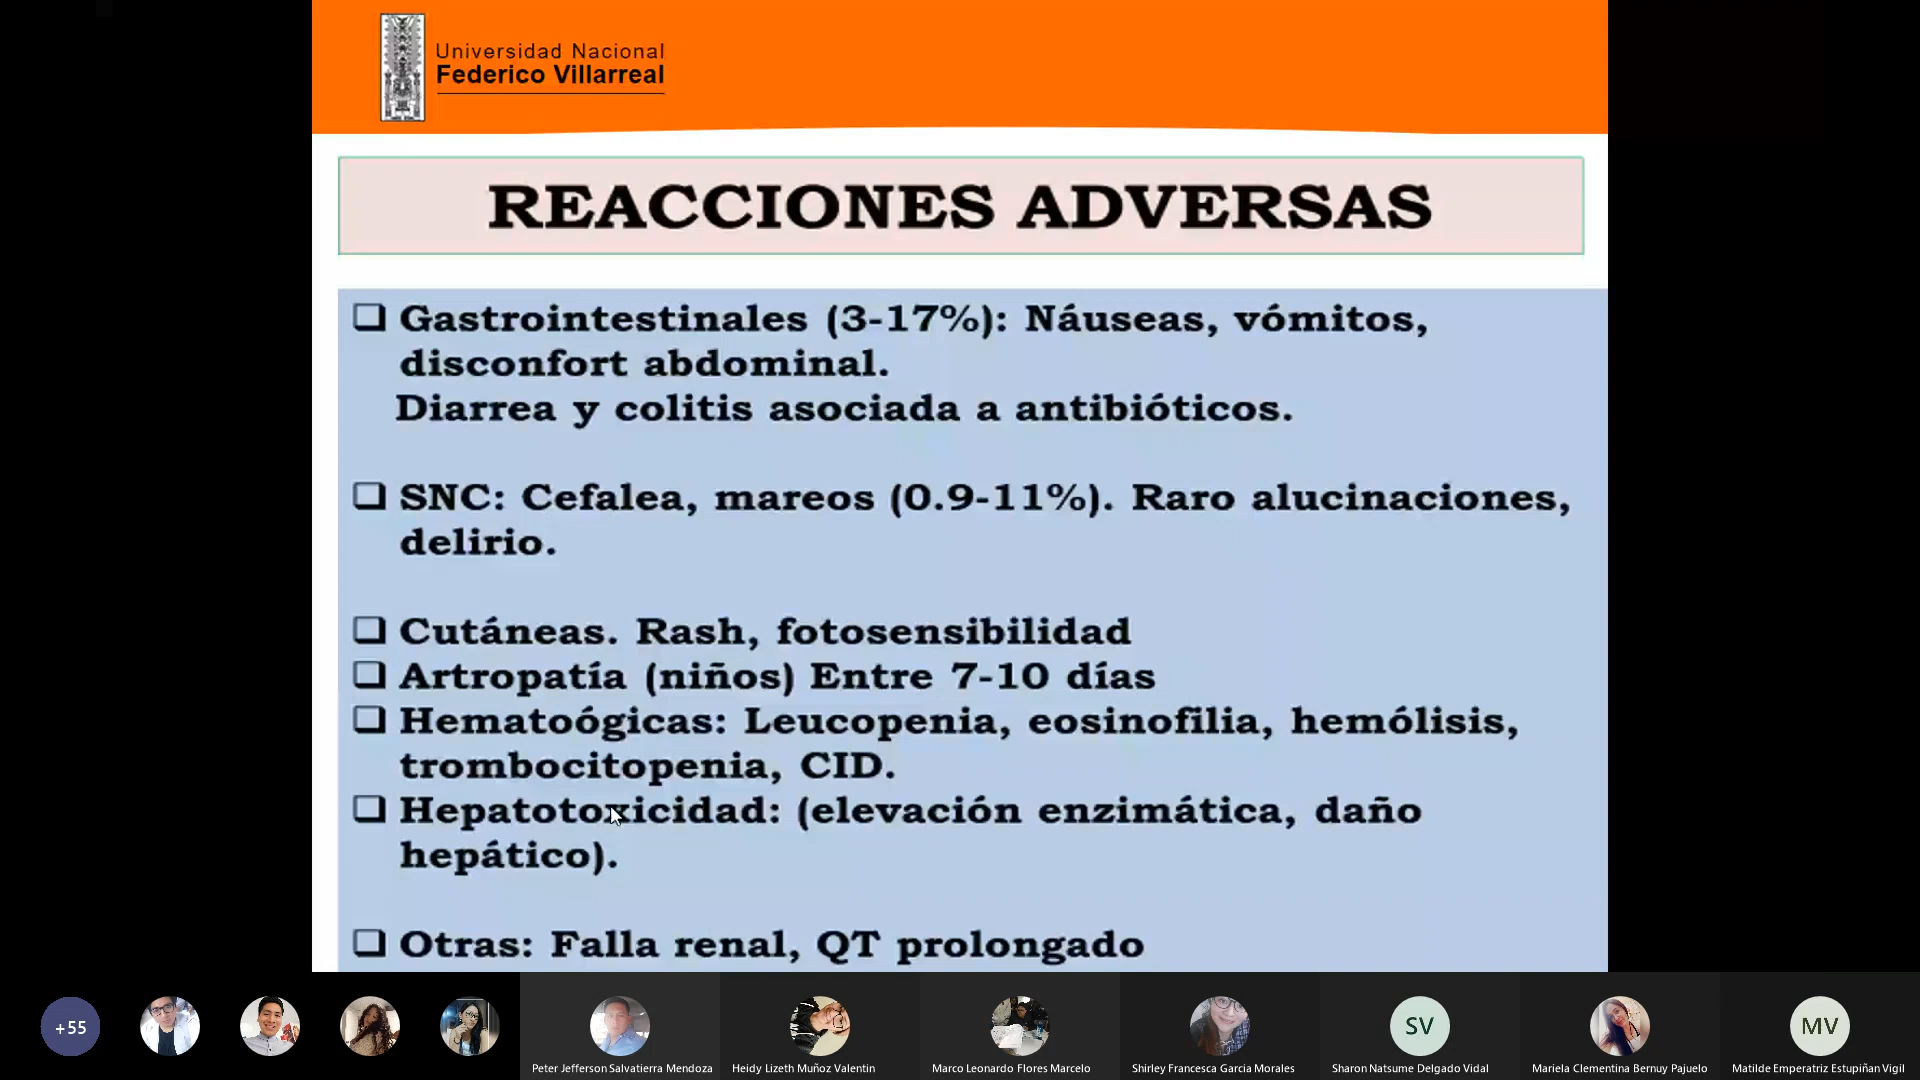 Universidad Nacional
Federico Villarreal
REACCIONES ADVERSAS
❑ Gastrointestinales (3-17%): Náuseas, vómitos,
disconfort abdominal.
Diarrea y colitis asociada a antibióticos.
❑ SNC: Cefalea, mareos (0.9-11%). Raro alucinaciones,
delirio.
❑ Cutáneas. Rash, fotosensibilidad
❑ Artropatía (niños) Entre 7-10 días
❑ Hematoógicas: Leucopenia, eosinofilia, hemólisis,
trombocitopenia, CID.
❑ Hepatotoxicidad: (elevación enzimática, daño
hepático).
❑ Otras: Falla renal, QT prolongado
+55
SV
MV
Peter Jefferson Salvatierra Mendoza
Heidy Lizeth Muñoz Valentin
Marco Leonardo Flores Marcelo
Shirley Francesca Garcia Morales
Sharon Natsume Delgado Vidal
Mariela Clementina Bernuy Pajuelo
Matilde Emperatriz Estupiñan Vigil